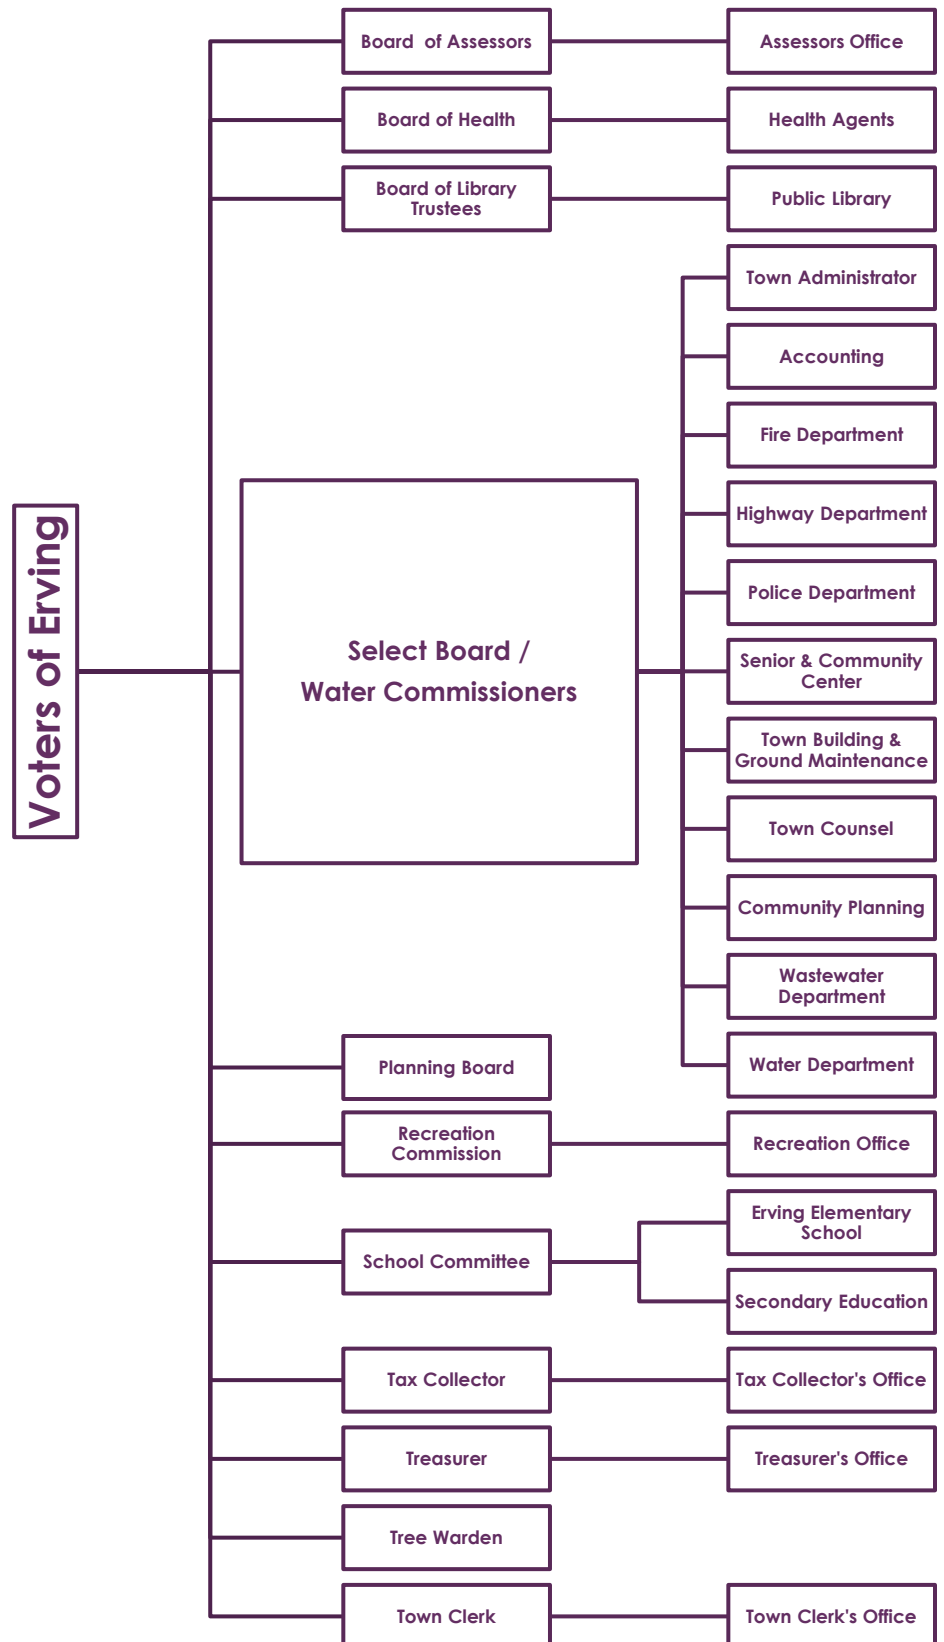 Voters of Erving
Board of Assessors
Assessors Office
Board of Health
Health Agents
Board of Library
Trustees
Public Library
Select Board /
Water Commissioners
Town Administrator
Accounting
Fire Department
Highway Department
Police Department
Senior & Community
Center
Town Building &
Ground Maintenance
Town Counsel
Community Planning
Wastewater
Department
Water Department
Planning Board
Recreation
Commission
Recreation Office
School Committee
Erving Elementary
School
Secondary Education
Tax Collector
Tax Collector's Office
Treasurer
Treasurer's Office
Tree Warden
Town Clerk
Town Clerk's Office